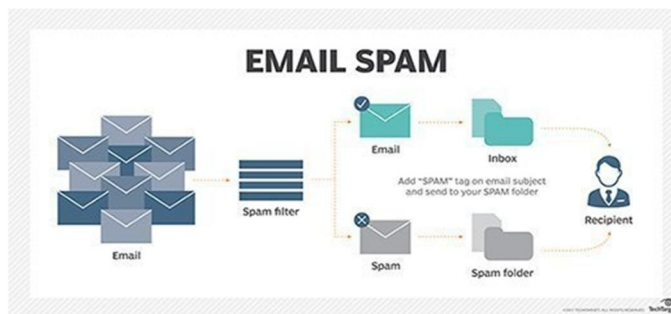 EMAIL SPAM
Email
Spam filter
Email
Inbox
Add "SPAM" tag on email subject
and send to your SPAM folder
Recipient
Spam
Spam folder